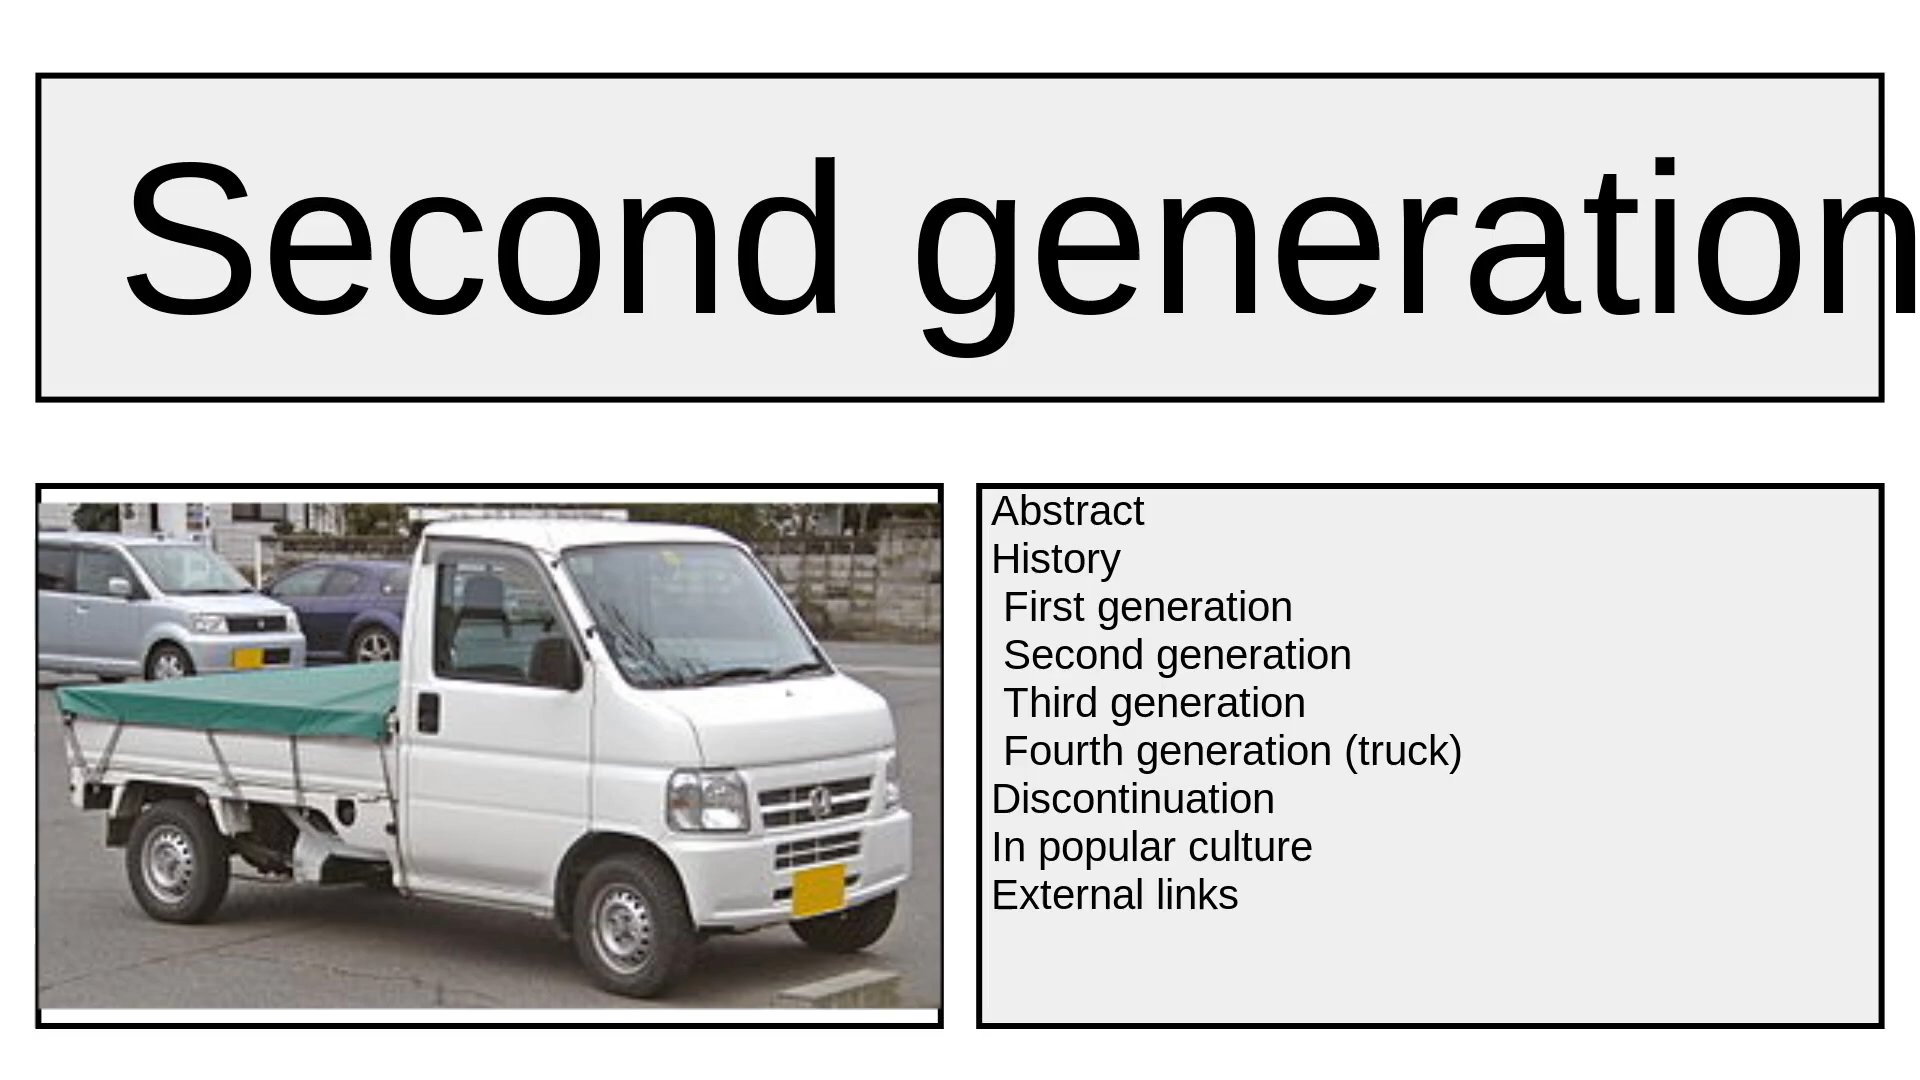 Second generation
Abstract
History
First generation
Second generation
Third generation
Fourth generation (truck)
Discontinuation
In popular culture
External links